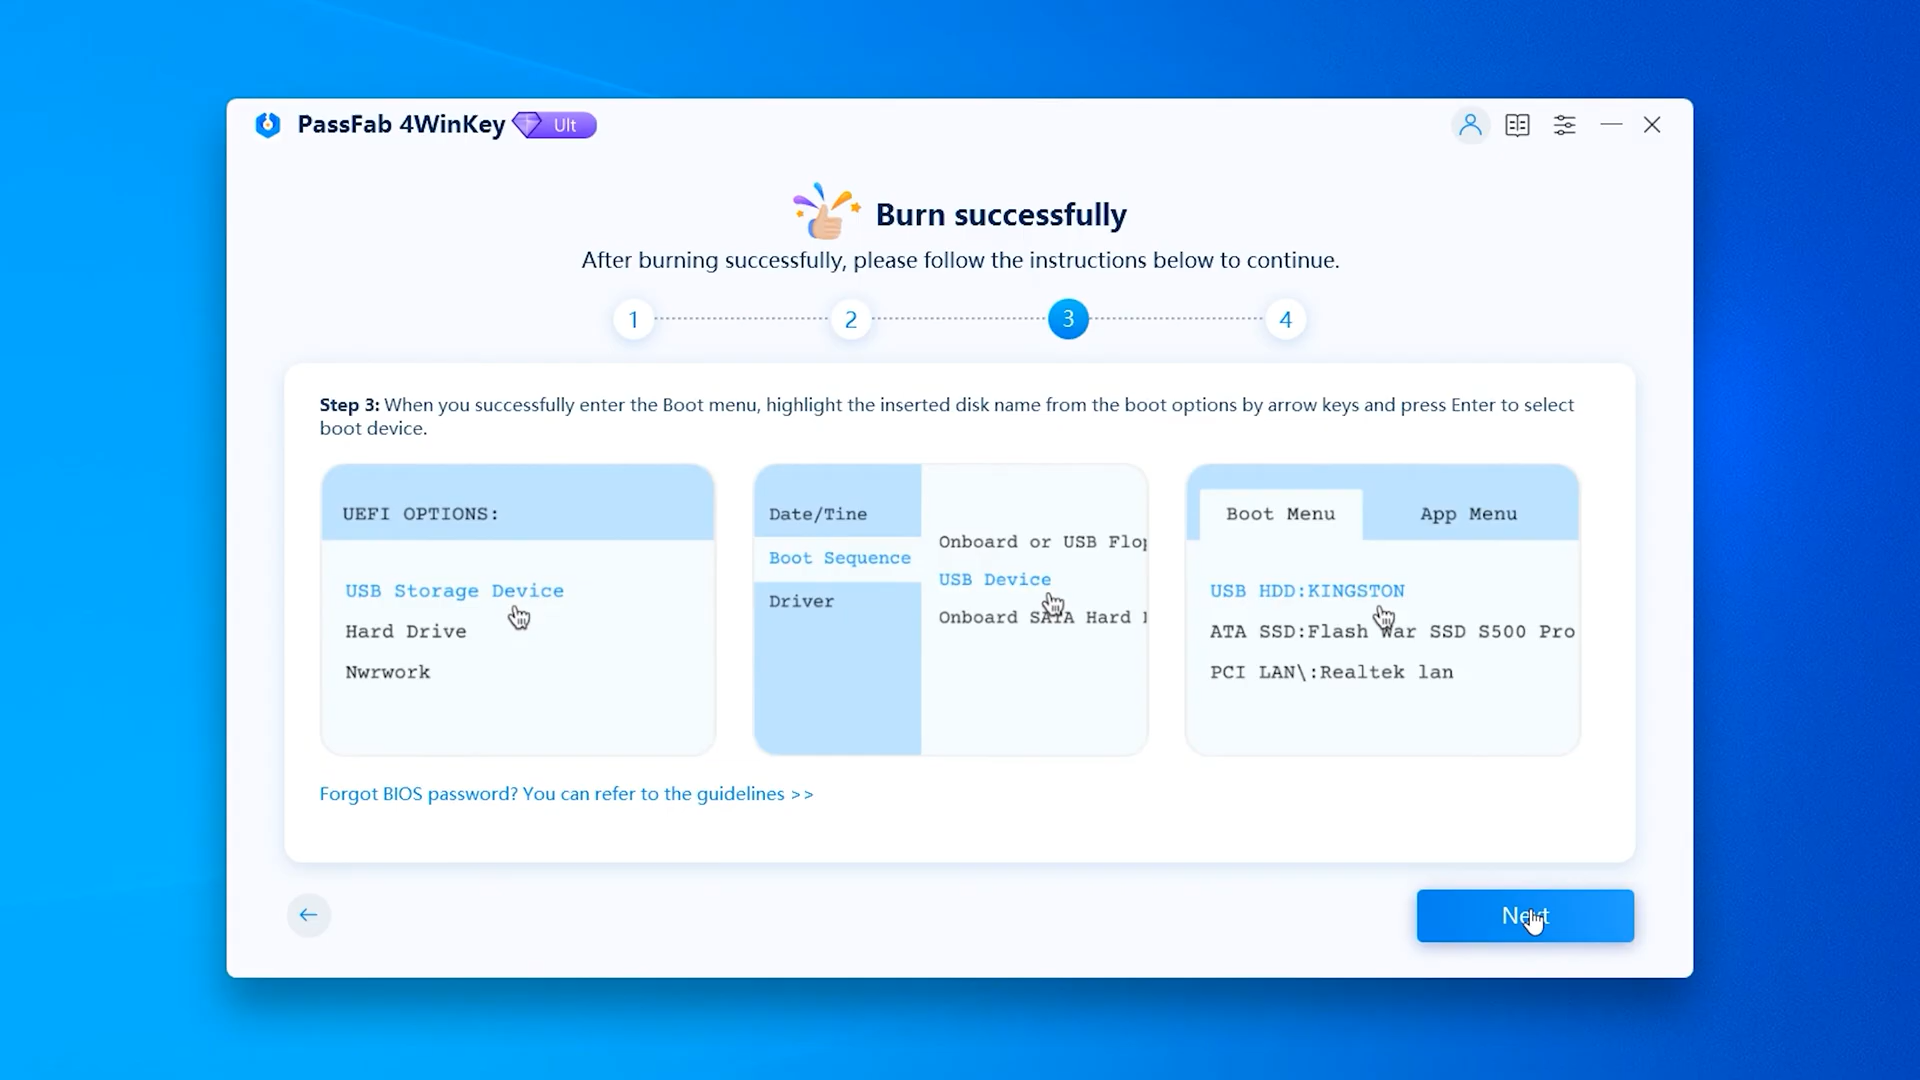 PassFab 4WinKey Ult
Burn successfully
After burning successfully, please follow the instructions below to continue.
1 2 3 4
Step 3: When you successfully enter the Boot menu, highlight the inserted disk name from the boot options by arrow keys and press Enter to select
boot device.
UEFI OPTIONS:
USB Storage Device
Hard Drive
Nwrwork
Date/Tine
Boot Sequence
Driver
Onboard or USB Flop
USB Device
Onboard SATA Hard
Boot Menu
App Menu
USB HDD:KINGSTON
ATA SSD:Flash War SSD S500 Pro
PCI LAN\:Realtek lan
Forgot BIOS password? You can refer to the guidelines >>
Next